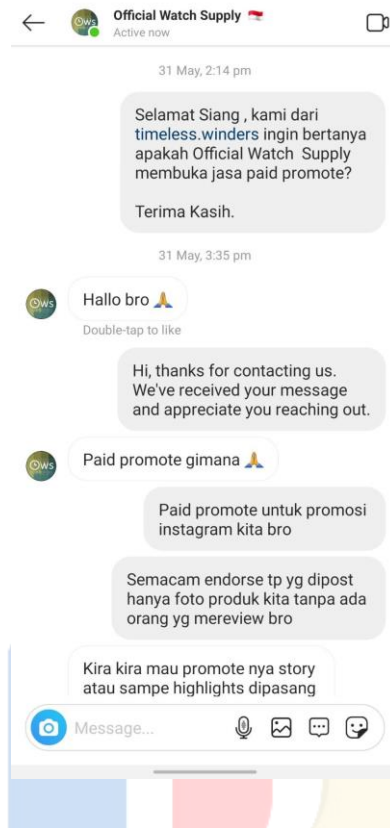 Official Watch Supply
Active now
31 May, 2:14 pm
Selamat Siang , kami dari
timeless.winders ingin bertanya
apakah Official Watch Supply
membuka jasa paid promote?
Terima Kasih.
31 May, 3:35 pm
OWS
Hallo bro 🙏
Double-tap to like
Hi, thanks for contacting us.
We've received your message
and appreciate you reaching out.
OWS
Paid promote gimana 🙏
Paid promote untuk promosi
instagram kita bro
Semacam endorse tp yg dipost
hanya foto produk kita tanpa ada
orang yg mereview bro
Kira kira mau promote nya story
atau sampe highlights dipasang
Message...